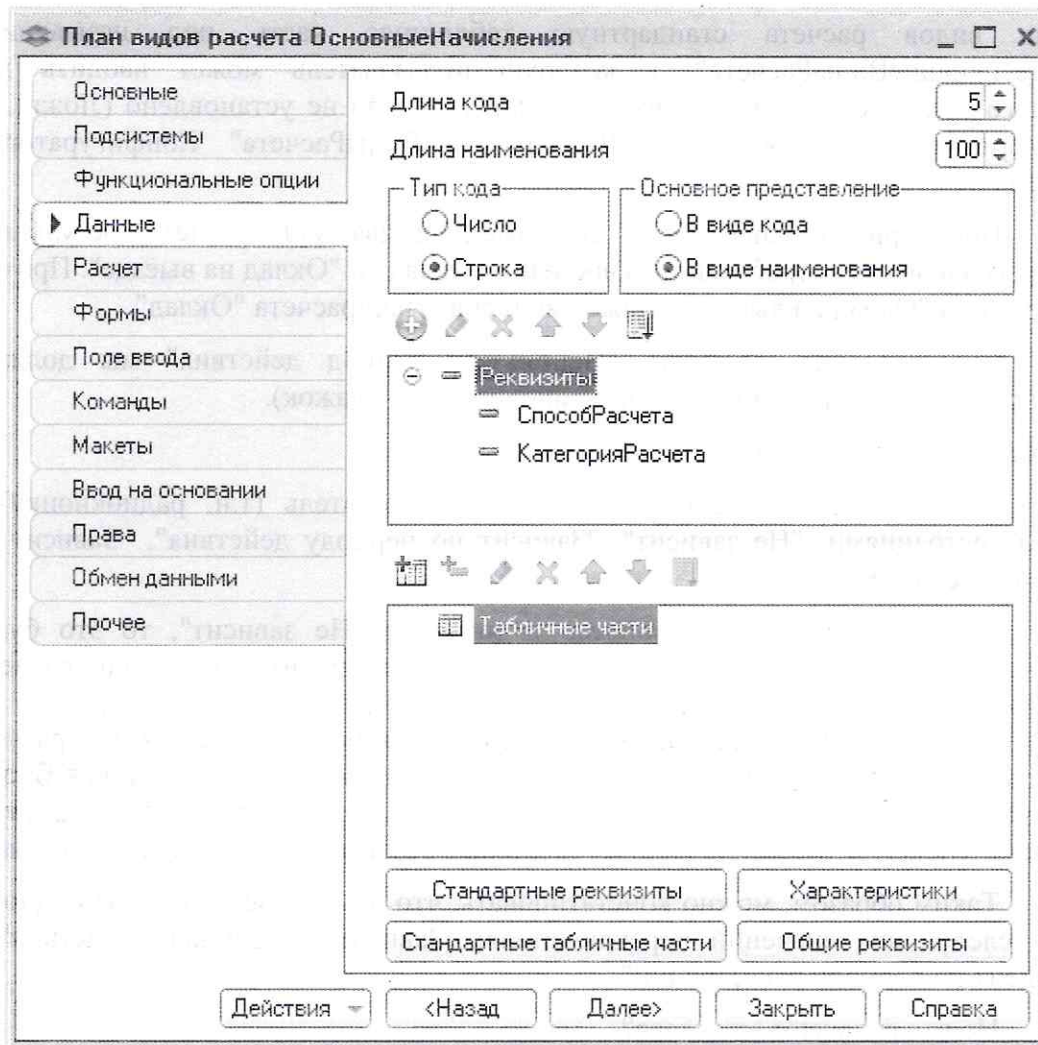 План видов расчета ОсновныеНачисления
Основные
Подсистемы
Функциональные опции
Данные
Расчет
Формы
Поле ввода
Команды
Макеты
Ввод на основании
Права
Обмен данными
Прочее
Длина кода 5
Длина наименования 100
Тип кода
Число
Строка
Основное представление
В виде кода
В виде наименования
Реквизиты
СпособРасчета
КатегорияРасчета
Табличные части
Стандартные реквизиты
Характеристики
Стандартные табличные части
Общие реквизиты
Действия
<Назад
Далее>
Закрыть
Справка